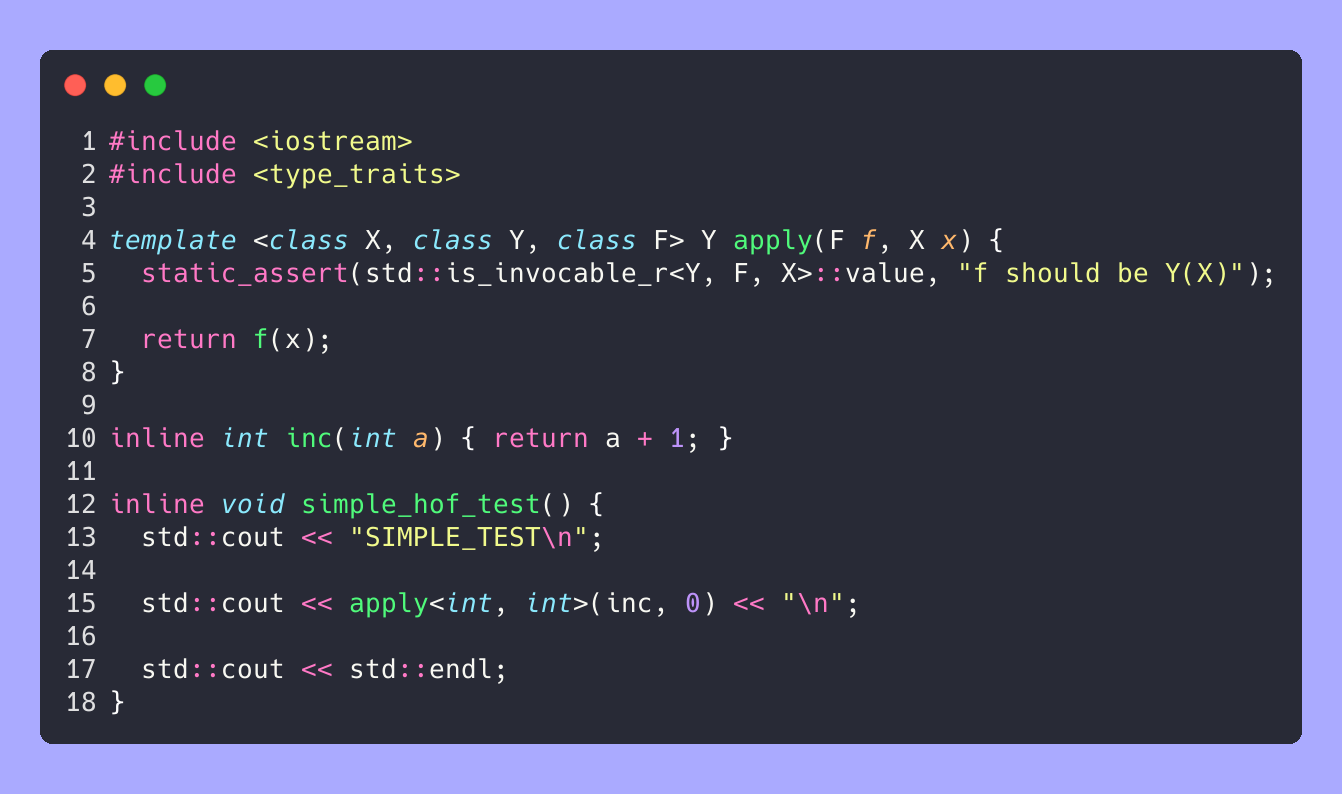 1 #include <iostream>
2 #include <type_traits>
3
4 template <class X, class Y, class F> Y apply(F f, X x) {
5   static_assert(std::is_invocable_r<Y, F, X>::value, "f should be Y(X)");
6
7   return f(x);
8 }
9
10 inline int inc(int a) { return a + 1; }
11
12 inline void simple_hof_test() {
13   std::cout << "SIMPLE_TEST\n";
14
15   std::cout << apply<int, int>(inc, 0) << "\n";
16
17   std::cout << std::endl;
18 }